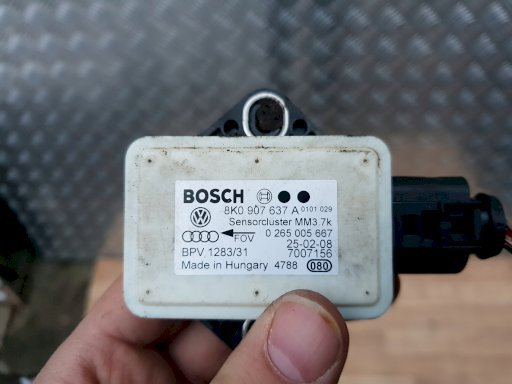 BOSCH
8K0 907 637 A 0101 029
Sensorcluster MM3.7k
FOV 0 265 005 667
25-02-08
BPV 1283/31 7007156
Made in Hungary 4788 080